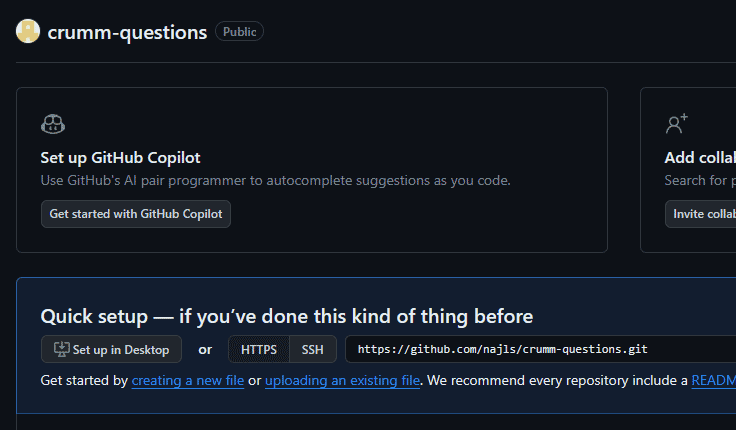 crumm-questions Public
Set up GitHub Copilot
Use GitHub's AI pair programmer to autocomplete suggestions as you code.
Get started with GitHub Copilot
Add collab
Search for p
Invite collab
Quick setup — if you've done this kind of thing before
Set up in Desktop or HTTPS SSH https://github.com/najls/crumm-questions.git
Get started by creating a new file or uploading an existing file. We recommend every repository include a READM